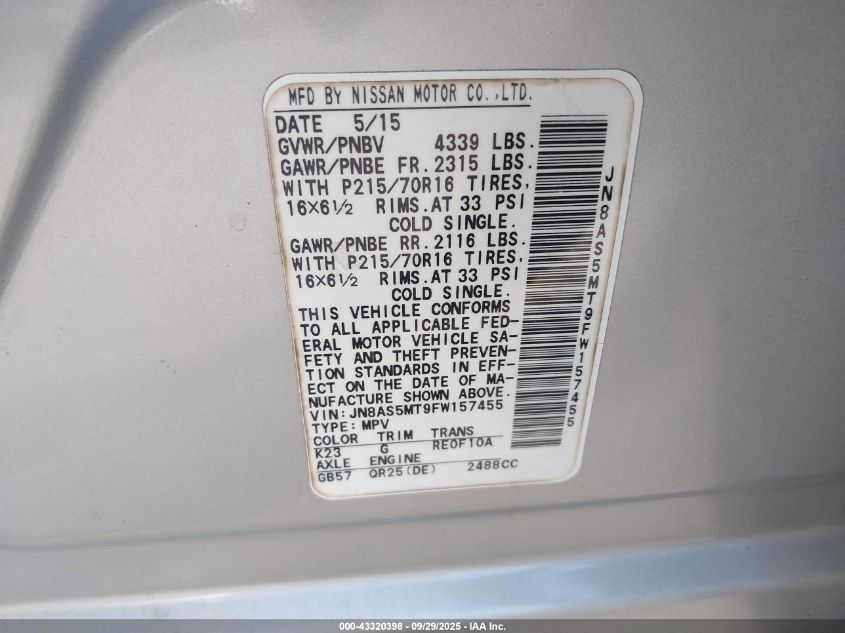 MFD BY NISSAN MOTOR CO.,LTD.
DATE 5/15
GVWR/PNBV 4339 LBS.
GAWR/PNBE FR.2315 LBS.
WITH P215/70R16 TIRES,
16X6½ RIMS.AT 33 PSI
COLD SINGLE.
GAWR/PNBE RR.2116 LBS.
WITH P215/70R16 TIRES,
16X6½ RIMS.AT 33 PSI
COLD SINGLE.
THIS VEHICLE CONFORMS
TO ALL APPLICABLE FED-
ERAL MOTOR VEHICLE SA-
FETY AND THEFT PREVEN-
TION STANDARDS IN EFF-
ECT ON THE DATE OF MA-
NUFACTURE SHOWN ABOVE.
VIN:JN8AS5MT9FW157455
TYPE:MPV
COLOR TRIM TRANS
K23 G RE0F10A
AXLE ENGINE
GB57 QR25(DE) 2488CC
JN8AS5MT9FW157455
000-43320398 - 09/29/2025 - IAA Inc.